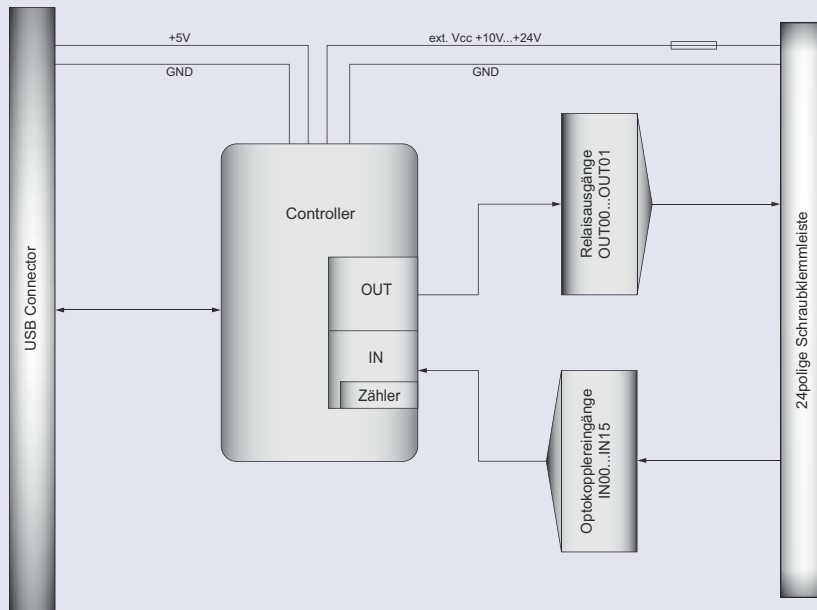 +5V
ext. Vcc +10V...+24V
GND
GND
USB Connector
Controller
OUT
IN
Zähler
Relaisausgänge
OUT00...OUT01
Optokopplereingänge
IN00...IN15
24polige Schraubklemmleiste